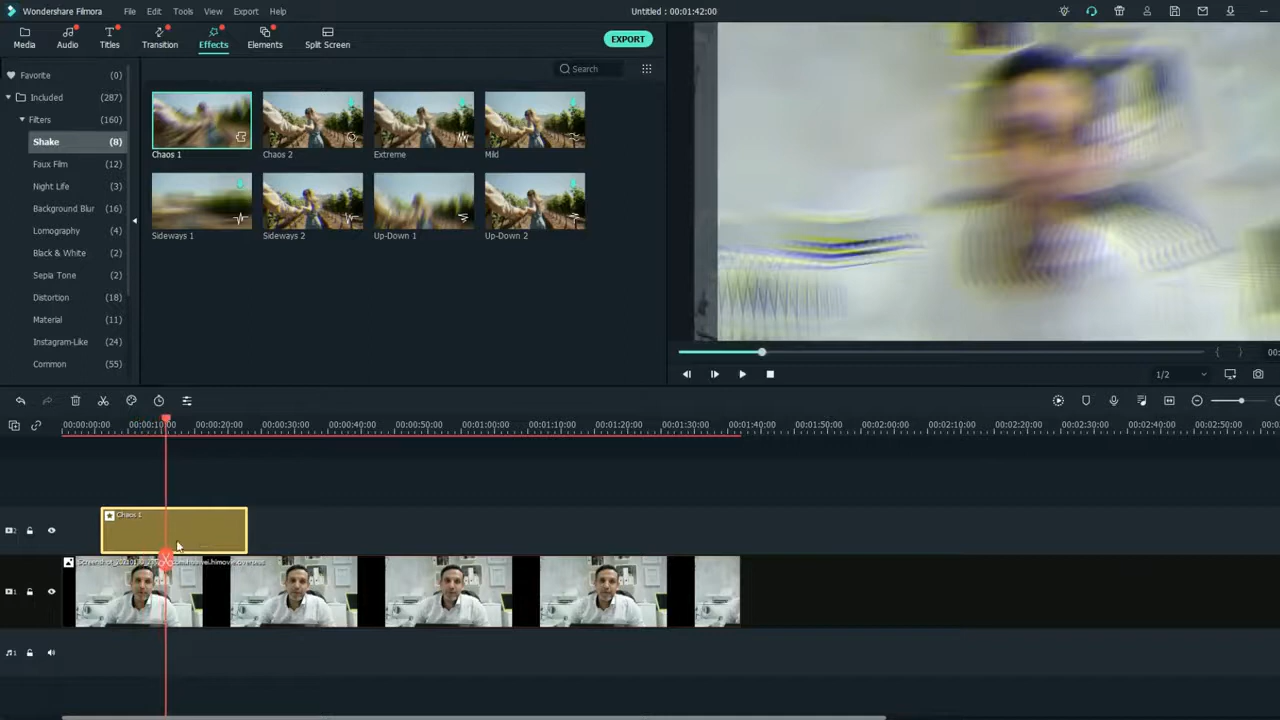 Wondershare Filmora File Edit Tools View Export Help Untitled : 00:01:42:00
Media Audio Titles Transition Effects Elements Split Screen EXPORT
Favorite (0)
Search
Included (287)
Filters (160)
Shake (8)
Faux Film (12)
Night Life (3)
Background Blur (16)
Lomography (4)
Black & White (2)
Sepia Tone (2)
Distortion (18)
Material (11)
Instagram-Like (24)
Common (55)
Chaos 1 Chaos 2 Extreme Mild
Sideways 1 Sideways 2 Up-Down 1 Up-Down 2
00:
1/2
00:00:00:00 00:00:10:00 00:00:20:00 00:00:30:00 00:00:40:00 00:00:50:00 00:01:00:00 00:01:10:00 00:01:20:00 00:01:30:00 00:01:40:00 00:01:50:00 00:02:00:00 00:02:10:00 00:02:20:00 00:02:30:00 00:02:40:00 00:02:50:00 00:0
2
Chaos 1
1
1